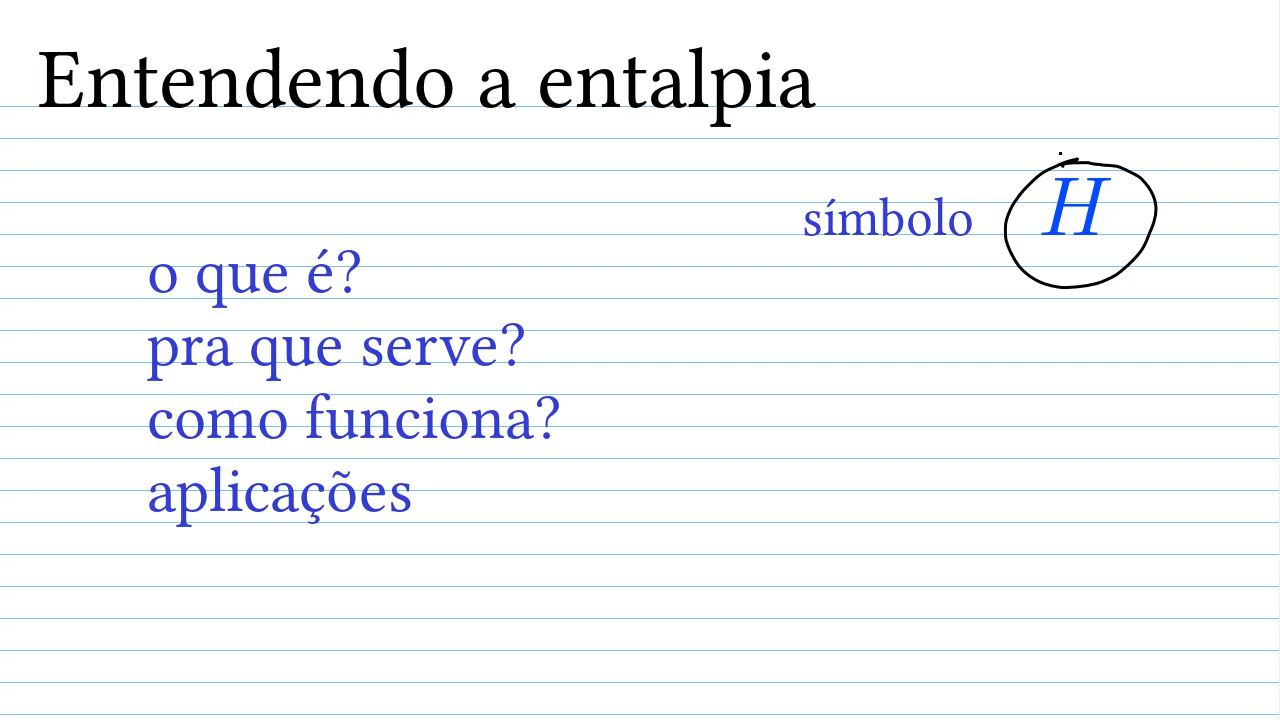 Entendendo a entalpia
símbolo H
o que é?
pra que serve?
como funciona?
aplicações